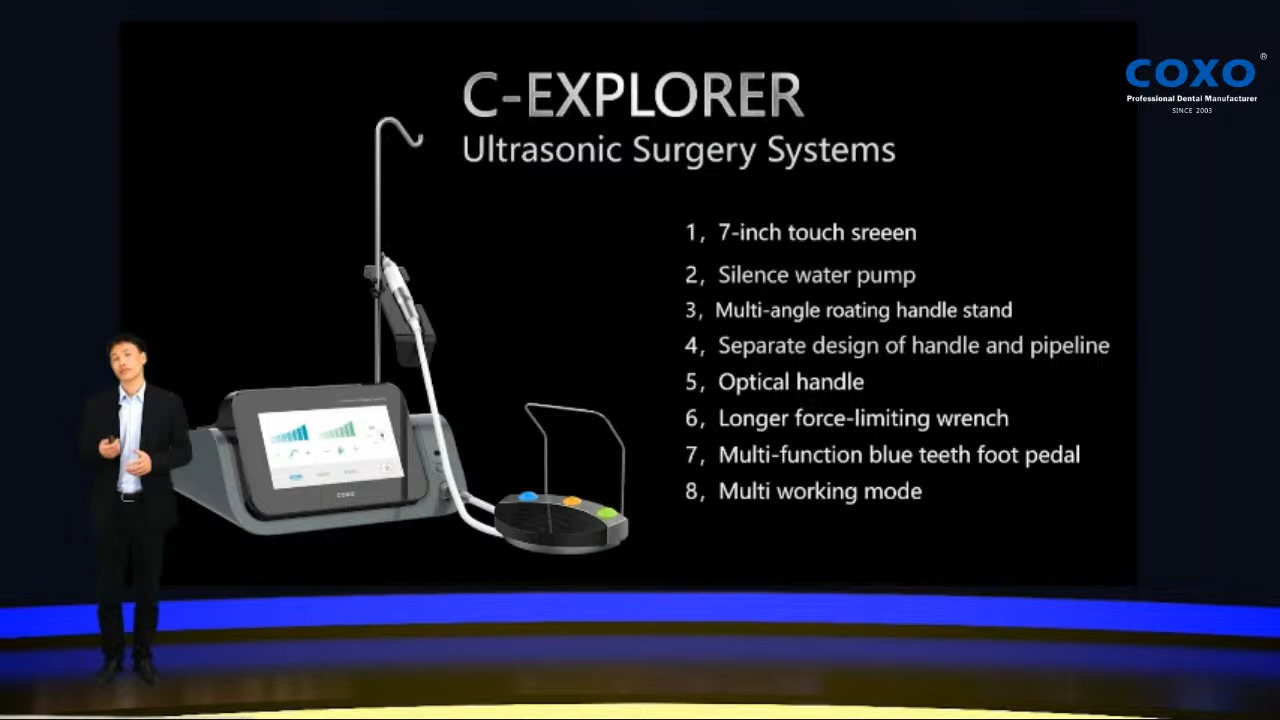 COXO®
Professional Dental Manufacturer
SINCE 2003
C-EXPLORER
Ultrasonic Surgery Systems
1, 7-inch touch sreeen
2, Silence water pump
3, Multi-angle roating handle stand
4, Separate design of handle and pipeline
5, Optical handle
6, Longer force-limiting wrench
7, Multi-function blue teeth foot pedal
8, Multi working mode
COXO